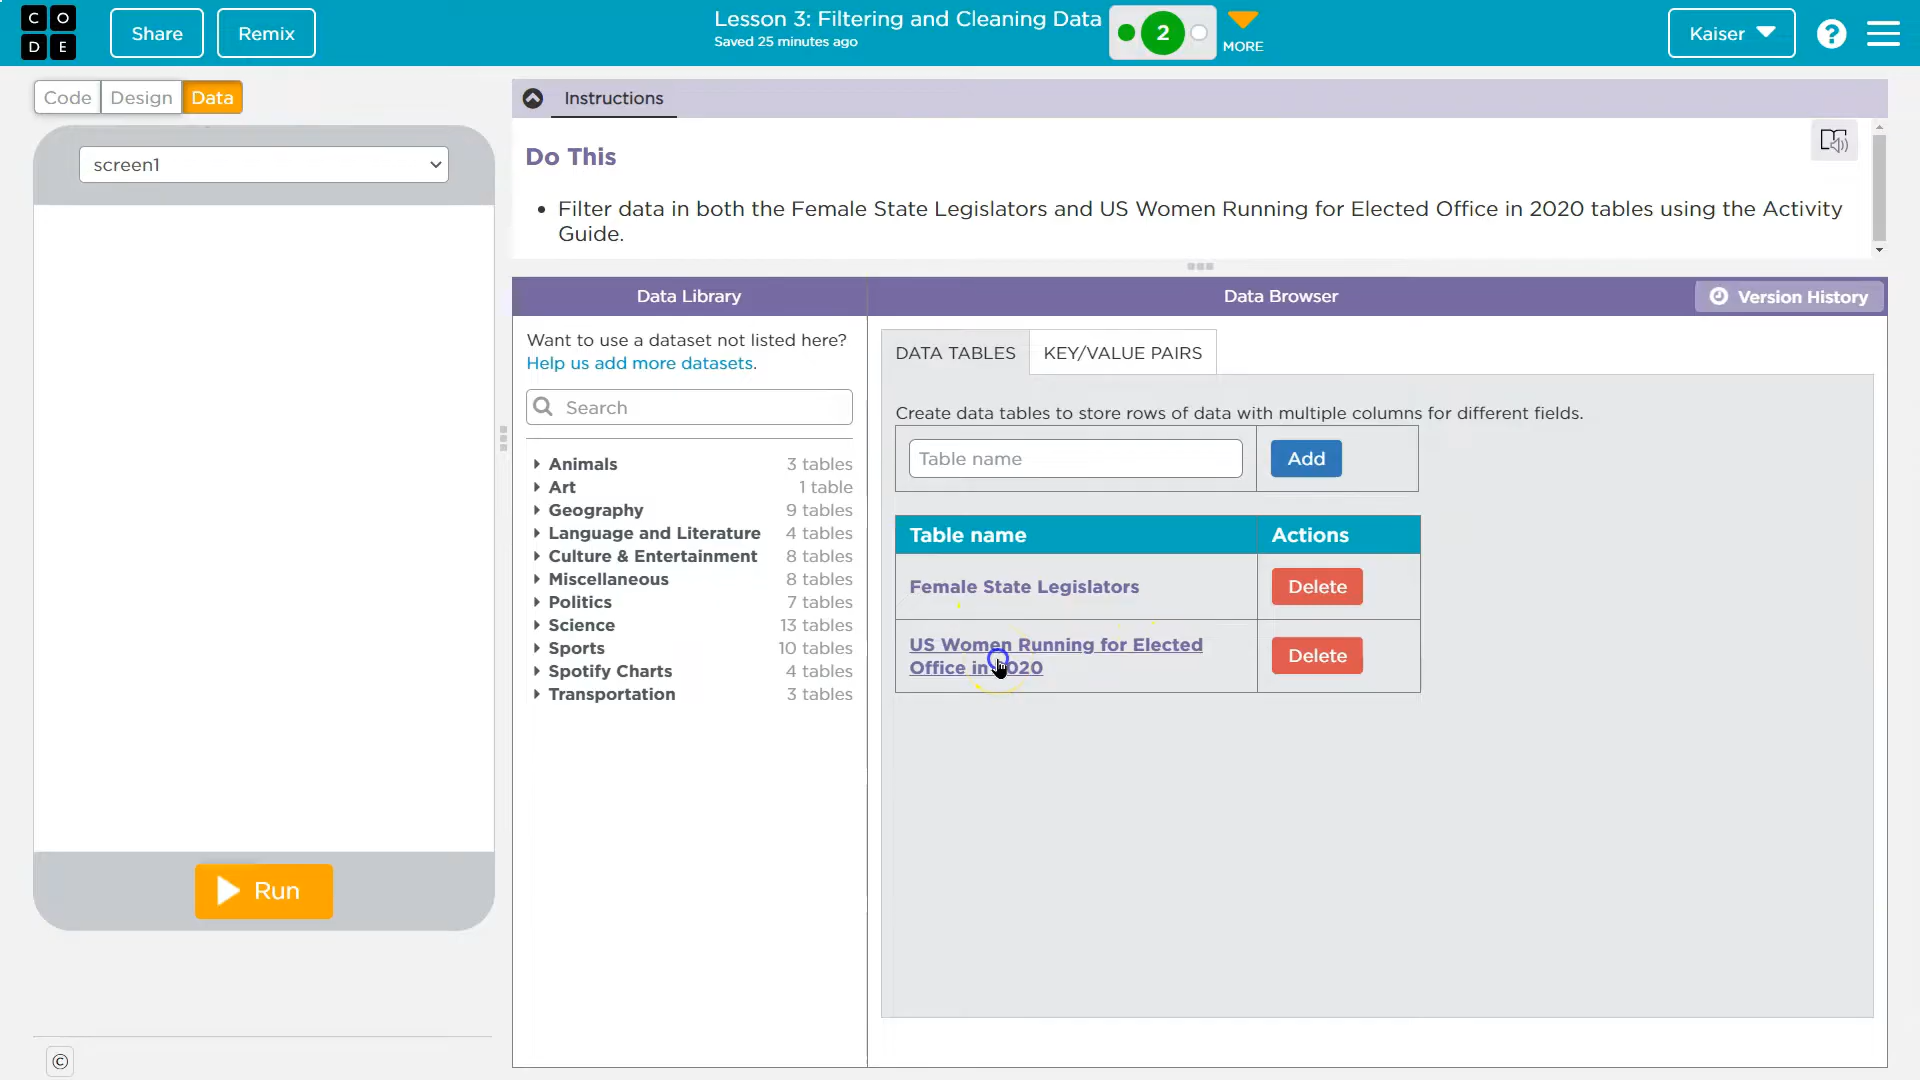 CODE
Share
Remix
Lesson 3: Filtering and Cleaning Data
Saved 25 minutes ago
2
MORE
Kaiser
?
Code
Design
Data
screen1
Run
©
Instructions
Do This
• Filter data in both the Female State Legislators and US Women Running for Elected Office in 2020 tables using the Activity
Guide.
Data Library
Want to use a dataset not listed here?
Help us add more datasets.
Search
Animals 3 tables
Art 1 table
Geography 9 tables
Language and Literature 4 tables
Culture & Entertainment 8 tables
Miscellaneous 8 tables
Politics 7 tables
Science 13 tables
Sports 10 tables
Spotify Charts 4 tables
Transportation 3 tables
Data Browser
Version History
DATA TABLES
KEY/VALUE PAIRS
Create data tables to store rows of data with multiple columns for different fields.
Table name
Add
Table name Actions
Female State Legislators Delete
US Women Running for Elected
Office in 2020
Delete